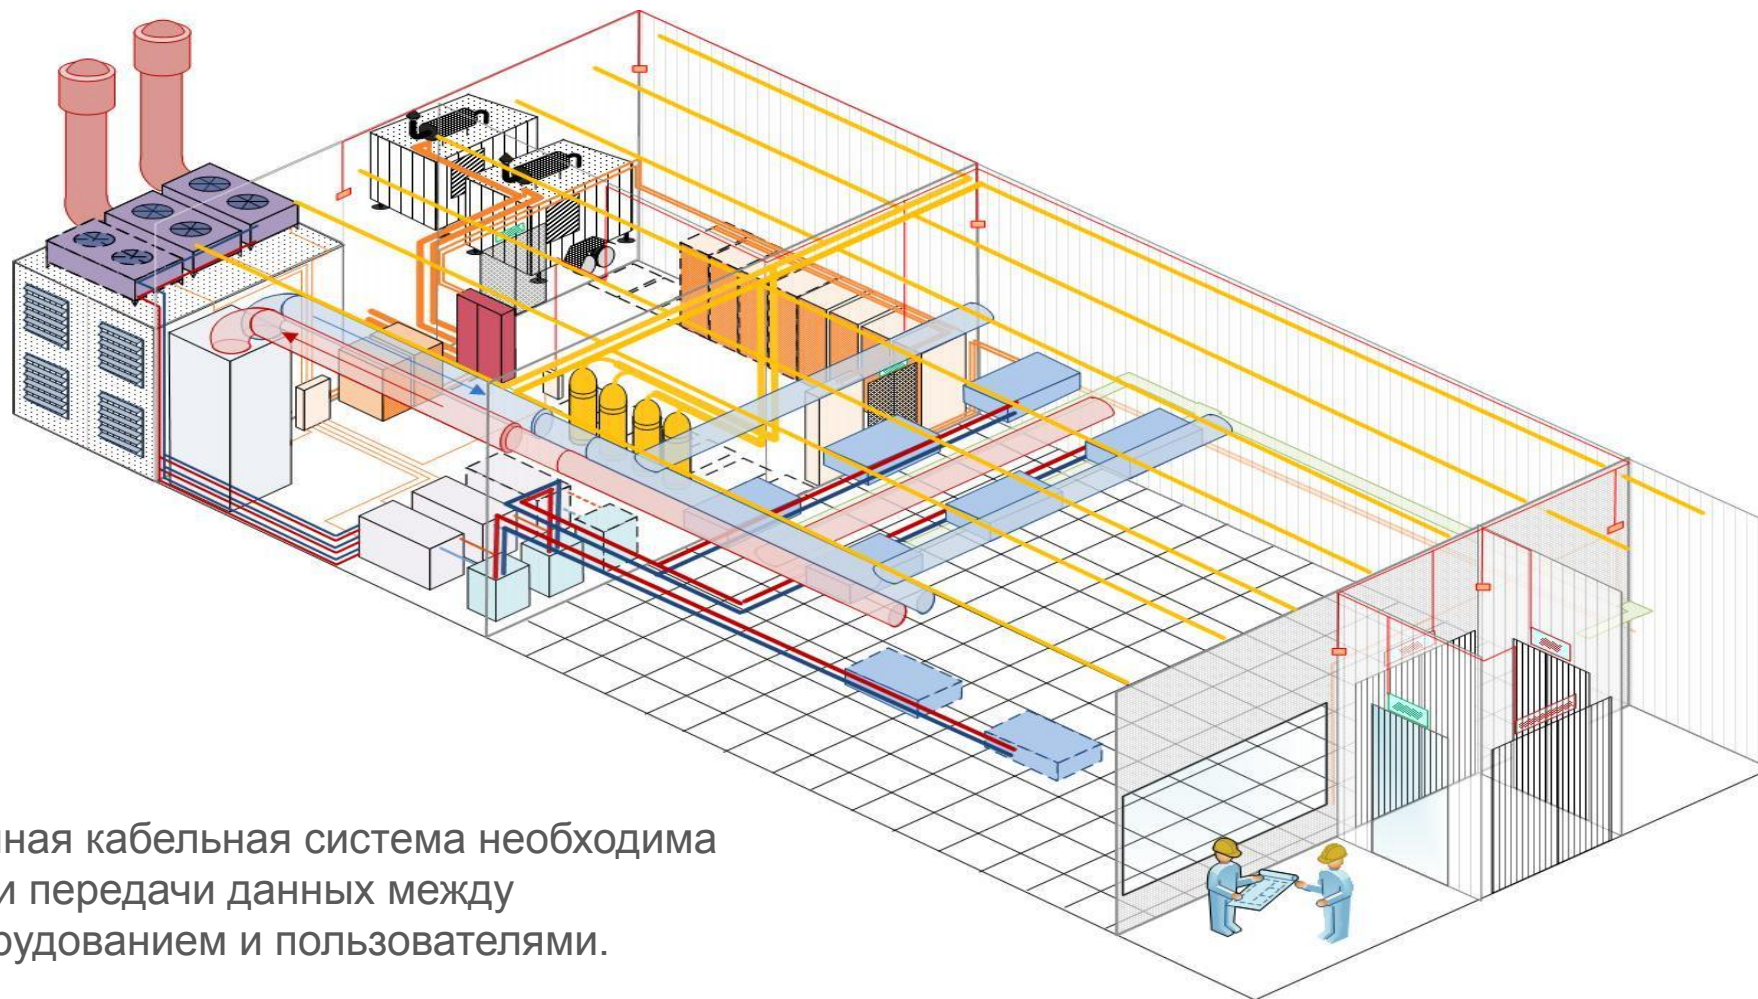 ная кабельная система необходима
и передачи данных между
рудованием и пользователями.